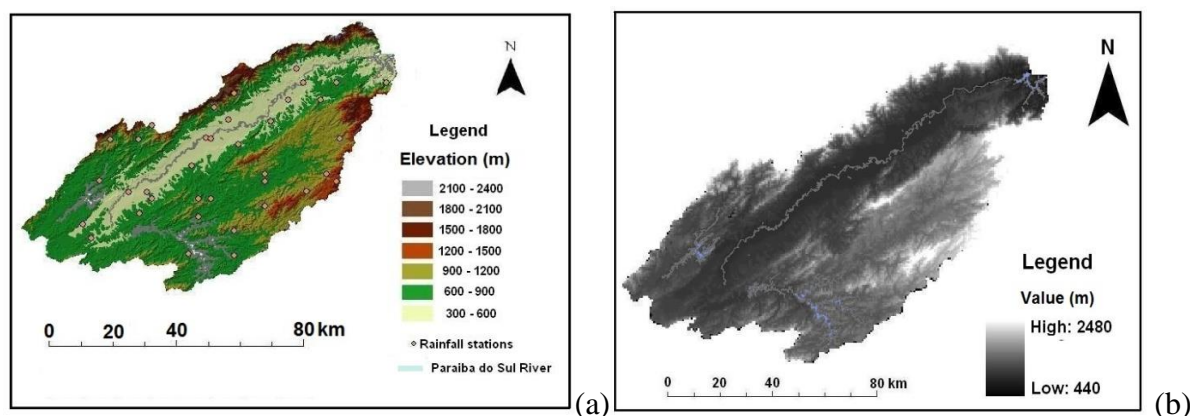 N
Legend
Elevation (m)
2100 - 2400
1800 - 2100
1500 - 1800
1200 - 1500
900 - 1200
600 - 900
300 - 600
Rainfall stations
Paraiba do Sul River
0 20 40 80 km
(a)
N
Legend
Value (m)
High: 2480
Low: 440
0 20 40 80 km
(b)